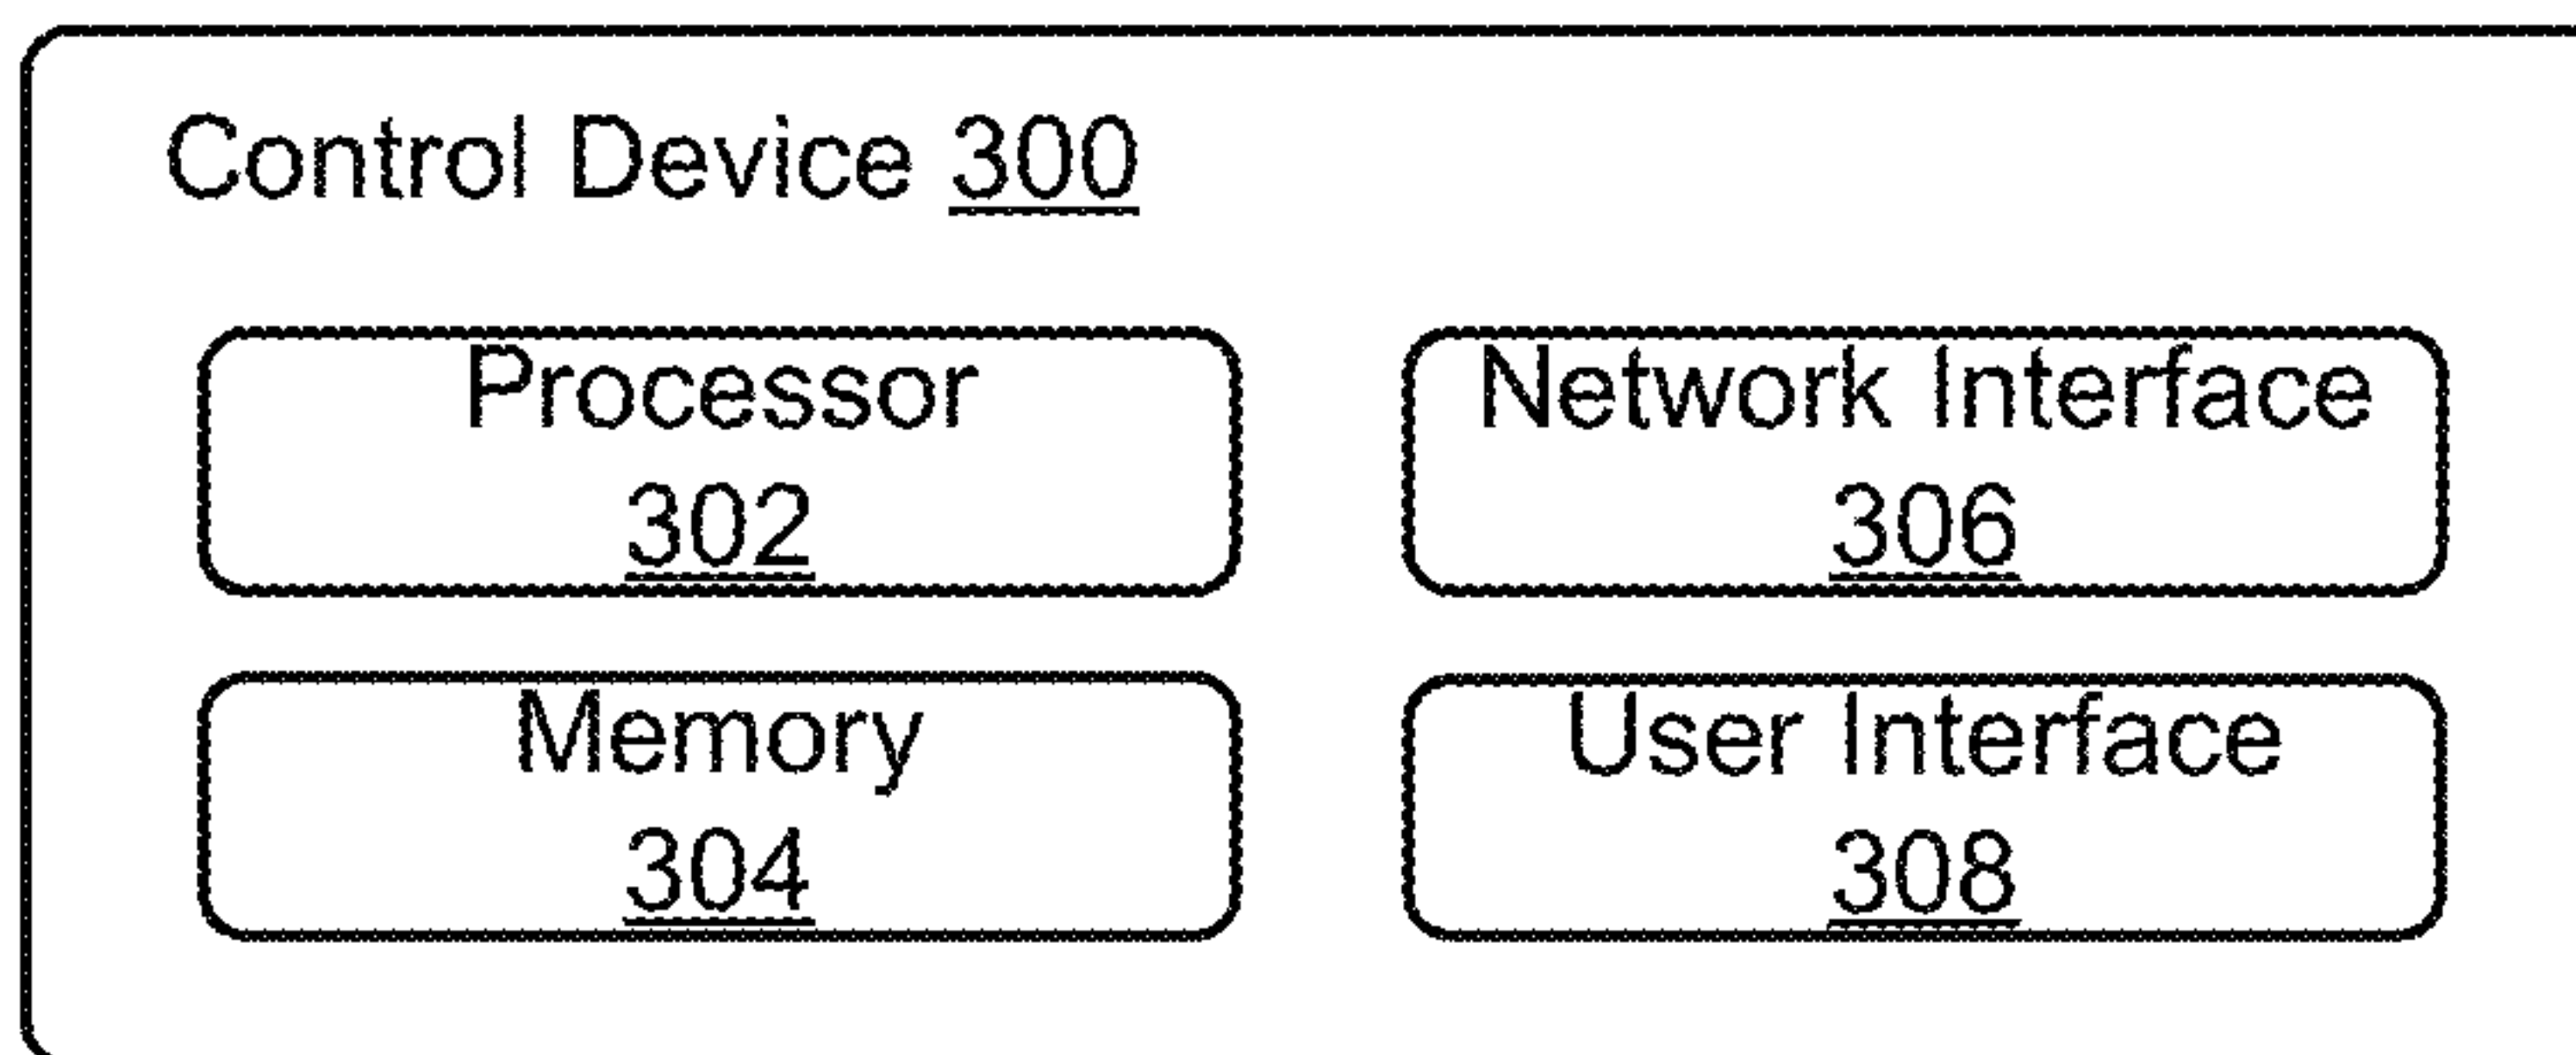 Control Device 300
Processor
302
Network Interface
306
Memory
304
User Interface
308